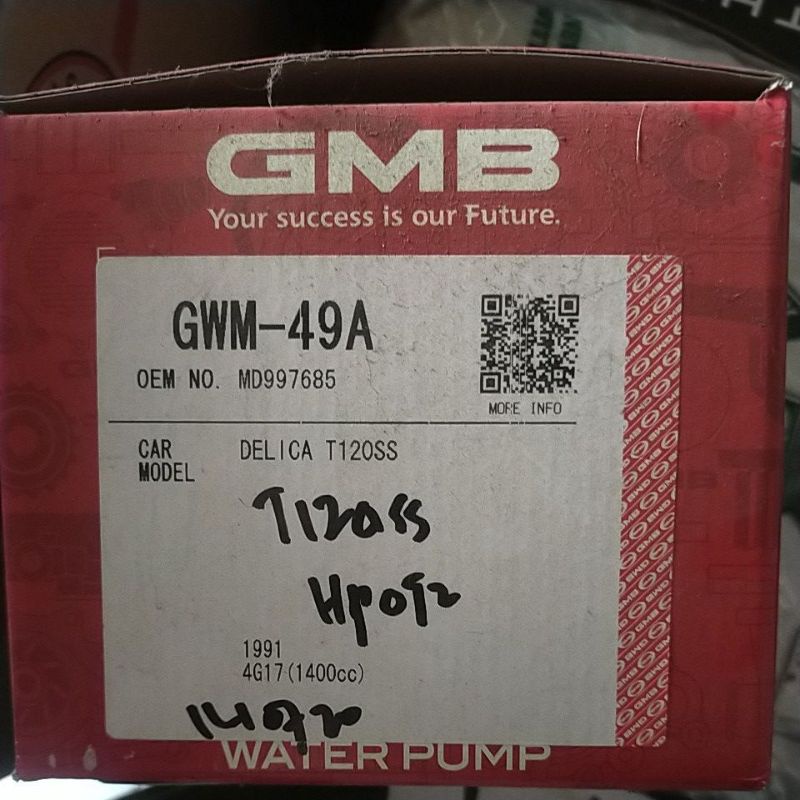 GMB
Your success is our Future.
GWM-49A
OEM NO. MD997685
MORE INFO
CAR MODEL DELICA T120SS
T120SS
1991
4G17(1400cc)
WATER PUMP